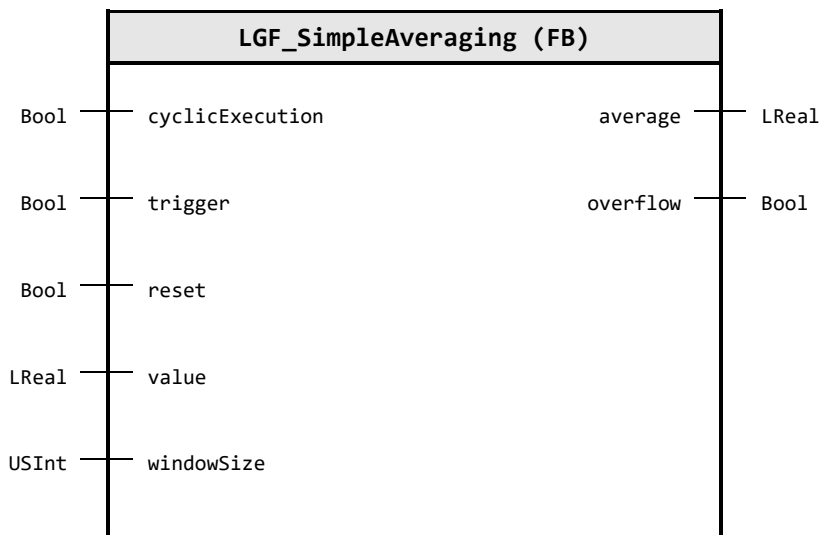 LGF_SimpleAveraging (FB)
Bool cyclicExecution average LReal
Bool trigger overflow Bool
Bool reset
LReal value
USInt windowSize